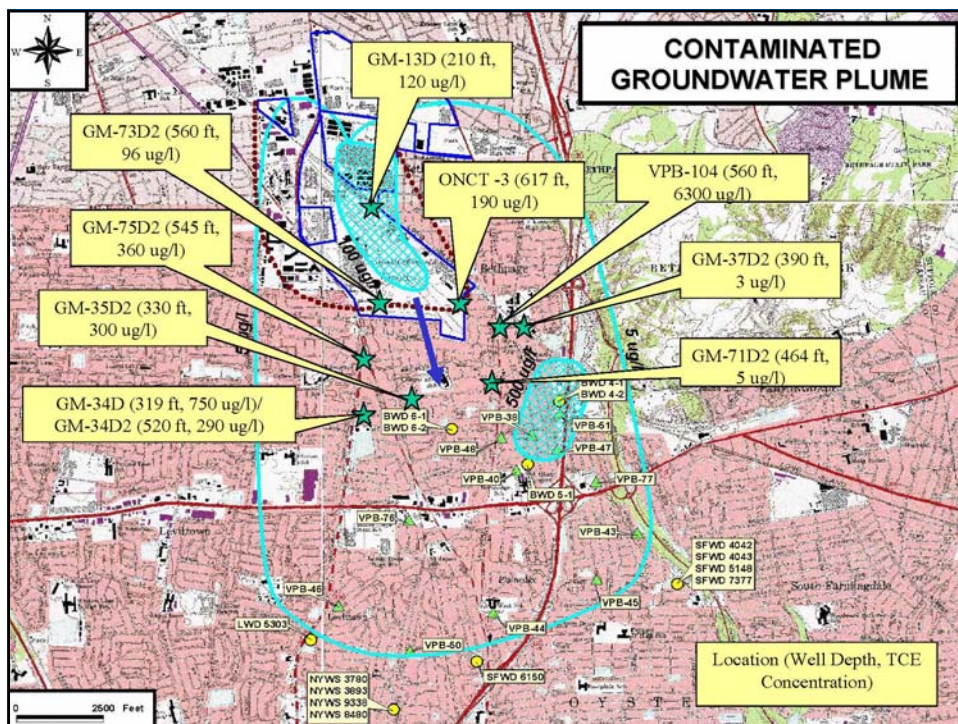 N
W
E
S
CONTAMINATED
GROUNDWATER PLUME
GM-13D (210 ft,
120 ug/l)
GM-73D2 (560 ft,
96 ug/l)
ONCT -3 (617 ft,
190 ug/l)
VPB-104 (560 ft,
6300 ug/l)
GM-75D2 (545 ft,
360 ug/l)
GM-37D2 (390 ft,
3 ug/l)
GM-35D2 (330 ft,
300 ug/l)
GM-71D2 (464 ft,
5 ug/l)
GM-34D (319 ft, 750 ug/l)/
GM-34D2 (520 ft, 290 ug/l)
100 ug/l
500 ug/l
5 ug/l
Bethpage
BWD 4-1
BWD 4-2
BWD 6-1
BWD 6-2
VPB-38
VPB-61
VPB-48
VPB-47
VPB-40
VPB-77
BWD 5-1
VPB-76
VPB-43
Levittown
SFWD 4042
SFWD 4043
SFWD 5148
SFWD 7377
Plainedge
South Farmingdale
VPB-46
VPB-45
VPB-44
LWD 5303
VPB-50
SFWD 6150
NYWS 3780
NYWS 3893
NYWS 9338
NYWS 8480
Location (Well Depth, TCE
Concentration)
O Y S T E
0 2500 Feet